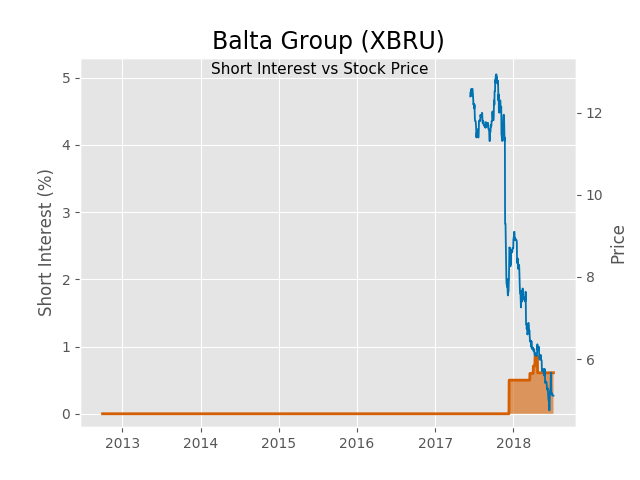 Balta Group (XBRU)
Short Interest vs Stock Price
Short Interest (%)
5
4
3
2
1
0
12
10
8
6
Price
2013 2014 2015 2016 2017 2018